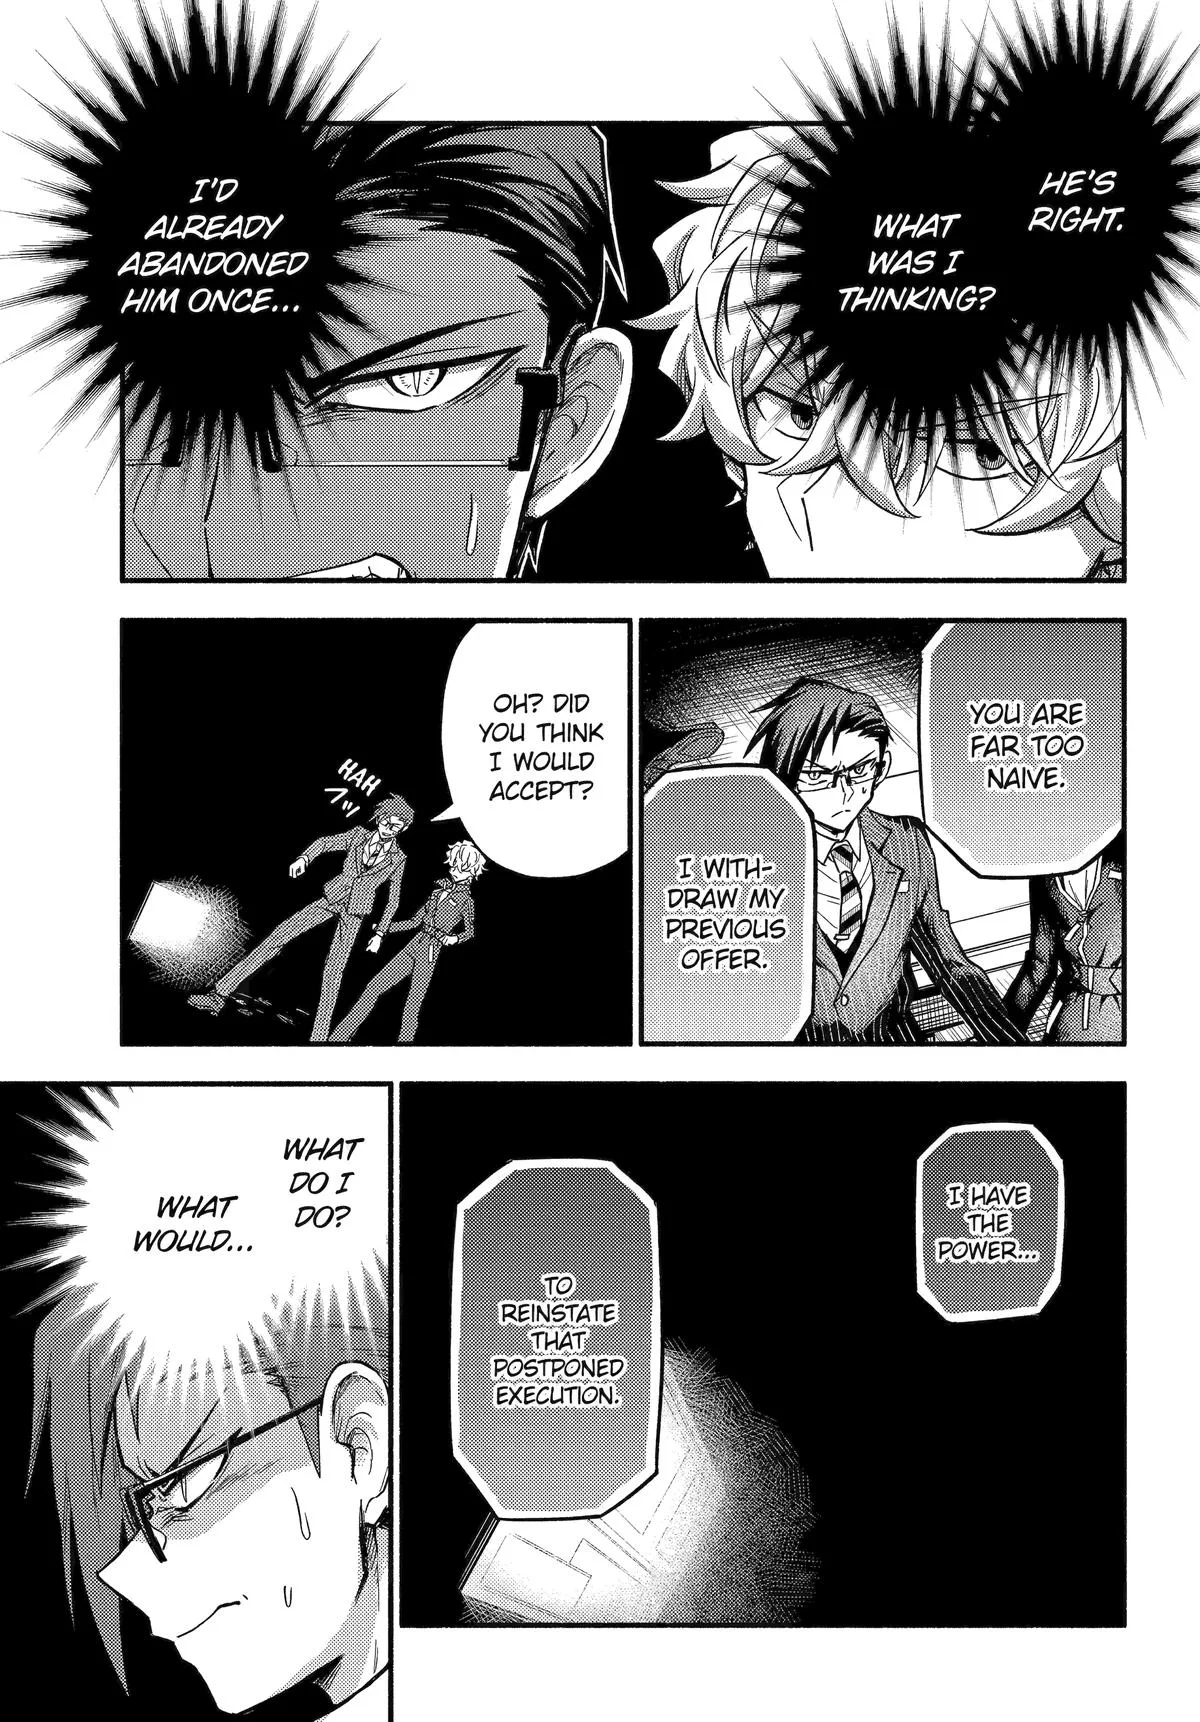 HE'S
RIGHT.
WHAT
WAS I
THINKING?
I'D
ALREADY
ABANDONED
HIM ONCE...
YOU ARE
FAR TOO
NAIVE.
I WITH-
DRAW MY
PREVIOUS
OFFER.
OH? DID
YOU THINK
I WOULD
ACCEPT?
HAH
フッ
I HAVE
THE
POWER...
TO
REINSTATE
THAT
POSTPONED
EXECUTION.
WHAT
DO I
DO?
WHAT
WOULD...